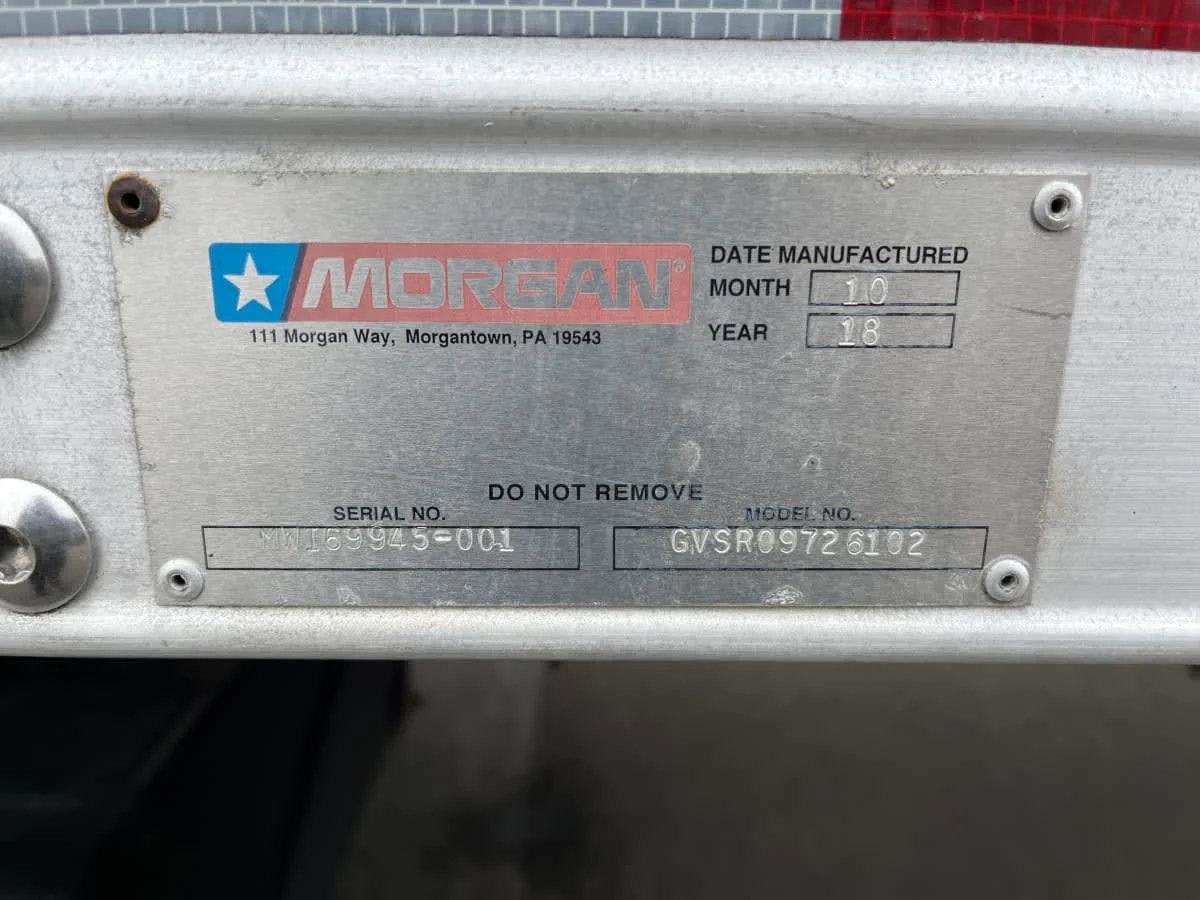 MORGAN®
111 Morgan Way, Morgantown, PA 19543
DATE MANUFACTURED
MONTH 10
YEAR 18
DO NOT REMOVE
SERIAL NO.
MWI69945-001
MODEL NO.
GVSR09726102